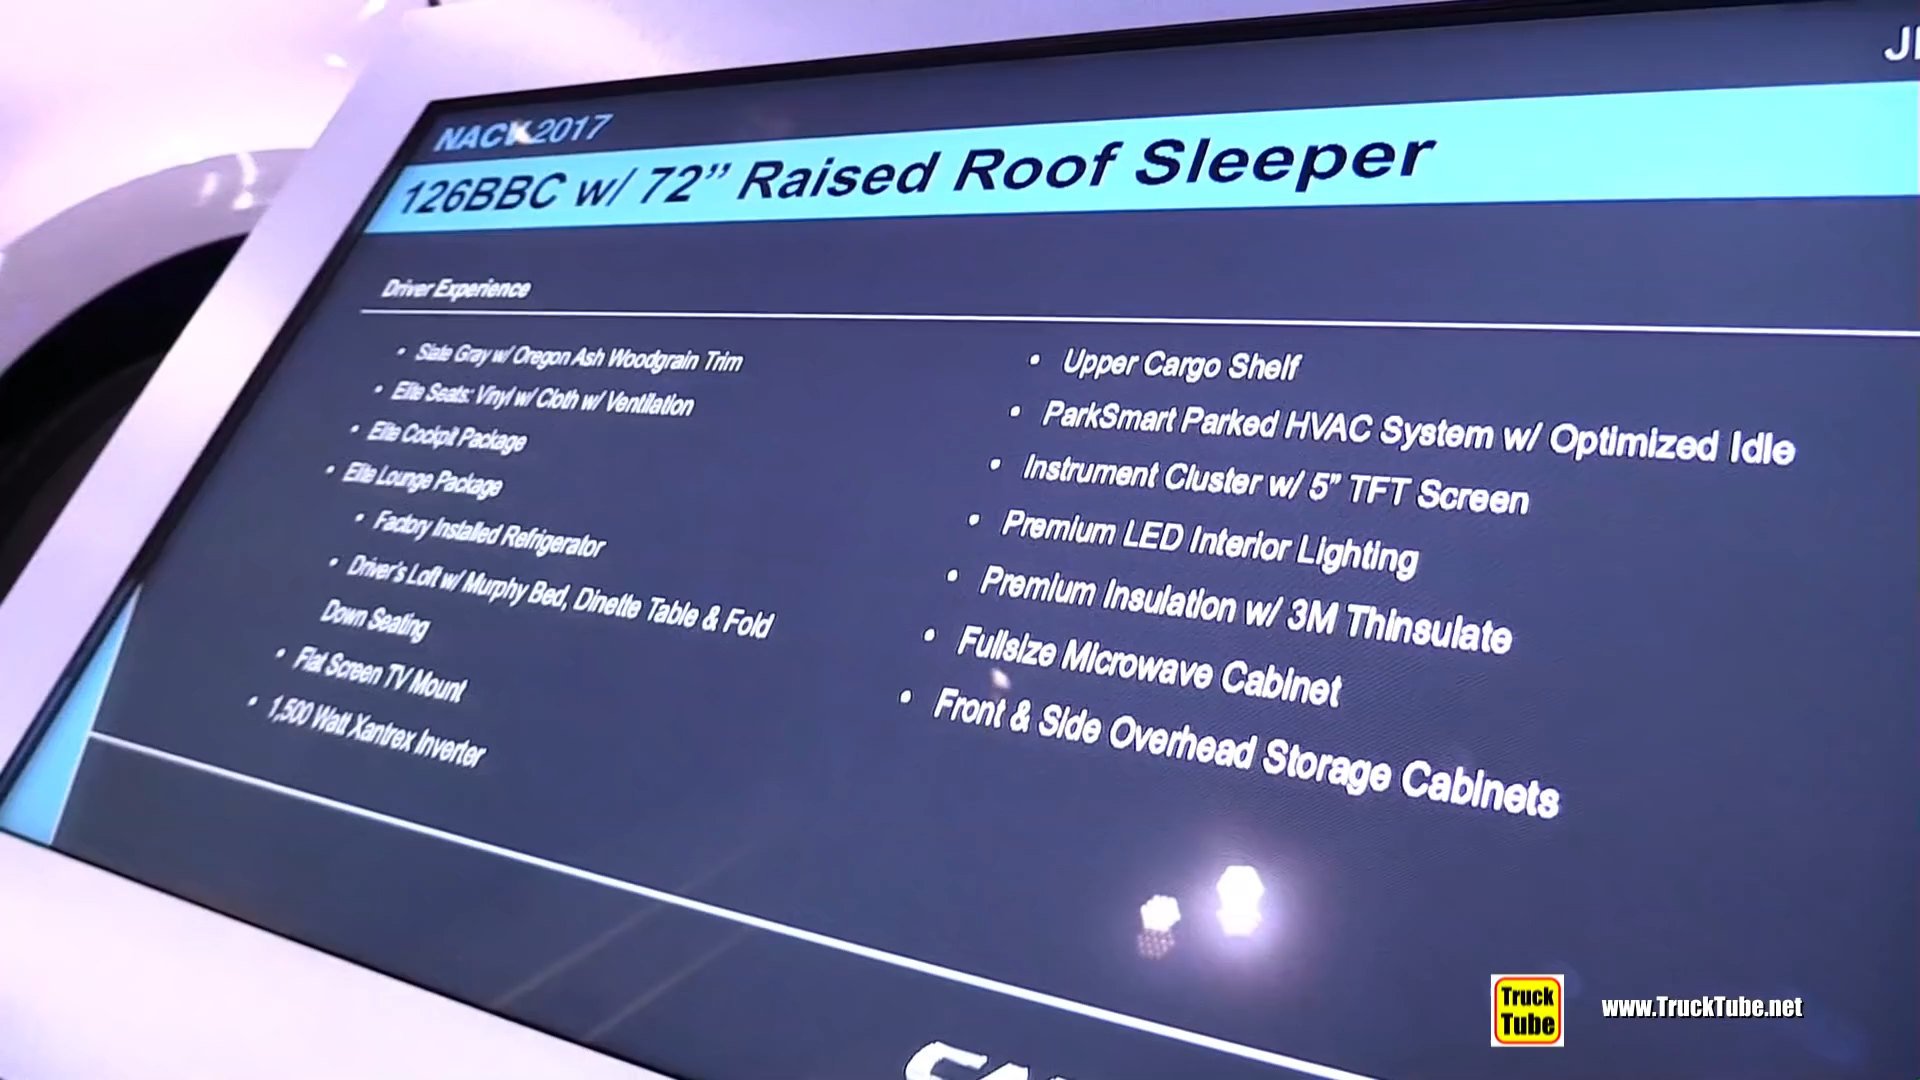 NACV 2017
126BBC w/ 72” Raised Roof Sleeper
Driver Experience
• Slate Gray w/ Oregon Ash Woodgrain Trim
• Elite Seats: Vinyl w/ Cloth w/ Ventilation
• Elite Cockpit Package
• Elite Lounge Package
• Factory Installed Refrigerator
• Driver’s Loft w/ Murphy Bed, Dinette Table & Fold
Down Seating
• Flat Screen TV Mount
• 1,500 Watt Xantrex Inverter
• Upper Cargo Shelf
• ParkSmart Parked HVAC System w/ Optimized Idle
• Instrument Cluster w/ 5” TFT Screen
• Premium LED Interior Lighting
• Premium Insulation w/ 3M Thinsulate
• Fullsize Microwave Cabinet
• Front & Side Overhead Storage Cabinets
Truck
Tube
www.TruckTube.net